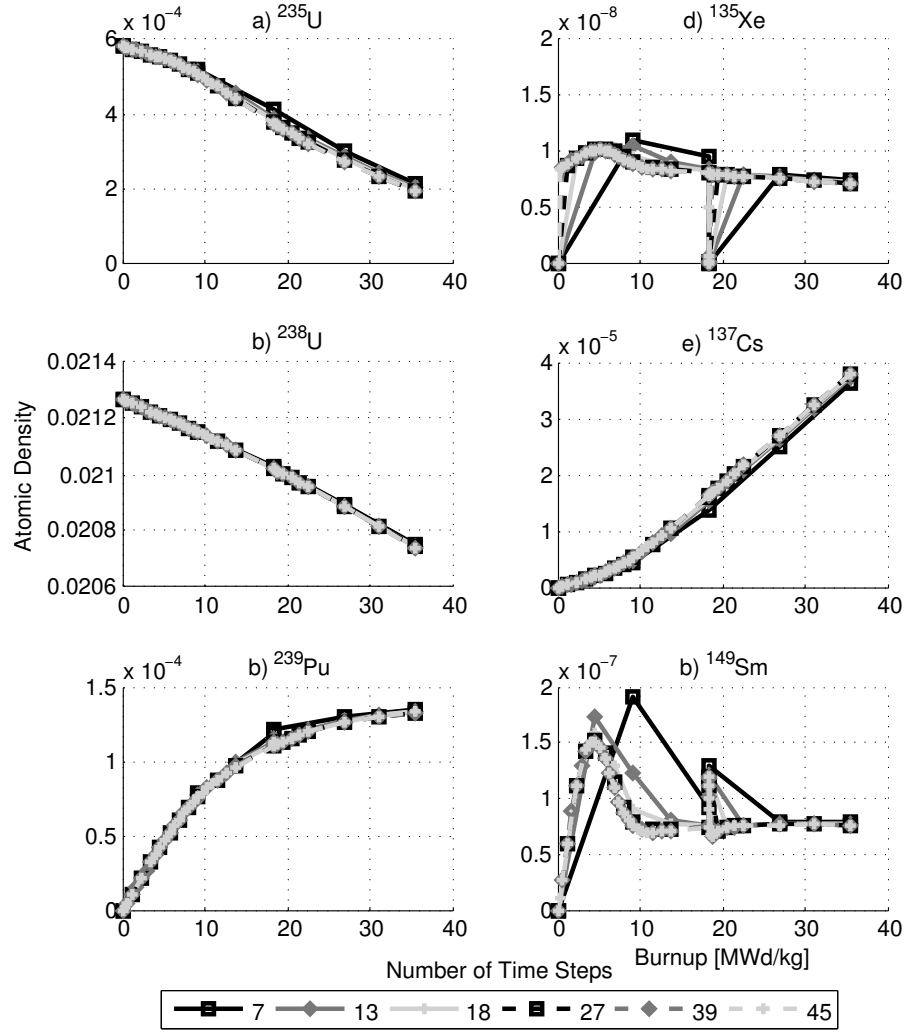 a) ²³⁵U
x 10⁻⁴
6
4
2
0
0 10 20 30 40
d) ¹³⁵Xe
x 10⁻⁸
2
1.5
1
0.5
0
0 10 20 30 40
b) ²³⁸U
0.0214
0.0212
0.021
0.0208
0.0206
0 10 20 30 40
Atomic Density
e) ¹³⁷Cs
x 10⁻⁵
4
3
2
1
0
0 10 20 30 40
b) ²³⁹Pu
x 10⁻⁴
1.5
1
0.5
0
0 10 20 30 40
b) ¹⁴⁹Sm
x 10⁻⁷
2
1.5
1
0.5
0
0 10 20 30 40
Burnup [MWd/kg]
Number of Time Steps
7 13 18 27 39 45